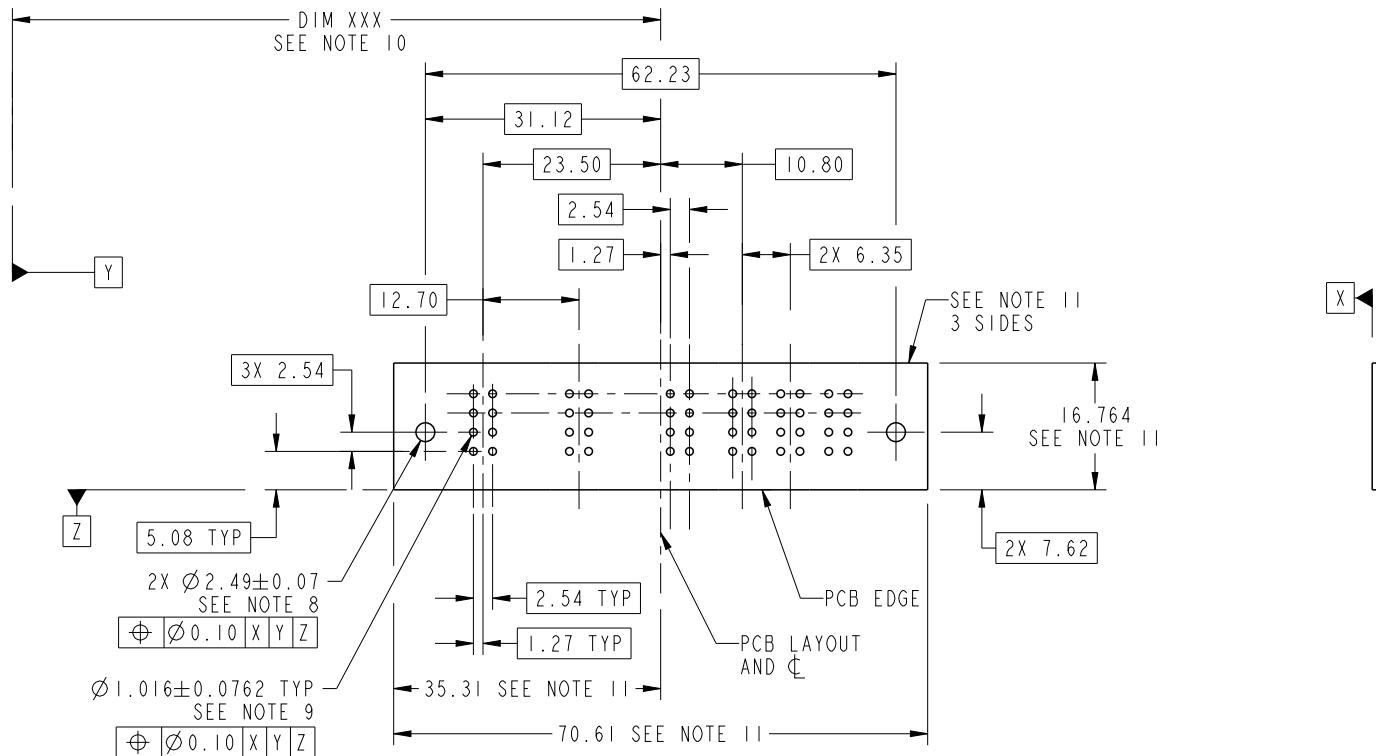 DIM XXX
SEE NOTE 10
62.23
31.12
23.50
10.80
2.54
1.27
2X 6.35
Y
X
12.70
SEE NOTE 11
3 SIDES
3X 2.54
16.764
SEE NOTE 11
Z
5.08 TYP
2X 7.62
2X Ø2.49±0.07
SEE NOTE 8
⌖ Ø0.10 X Y Z
2.54 TYP
PCB EDGE
1.27 TYP
PCB LAYOUT
AND ℄
Ø1.016±0.0762 TYP
SEE NOTE 9
⌖ Ø0.10 X Y Z
35.31 SEE NOTE 11
70.61 SEE NOTE 11